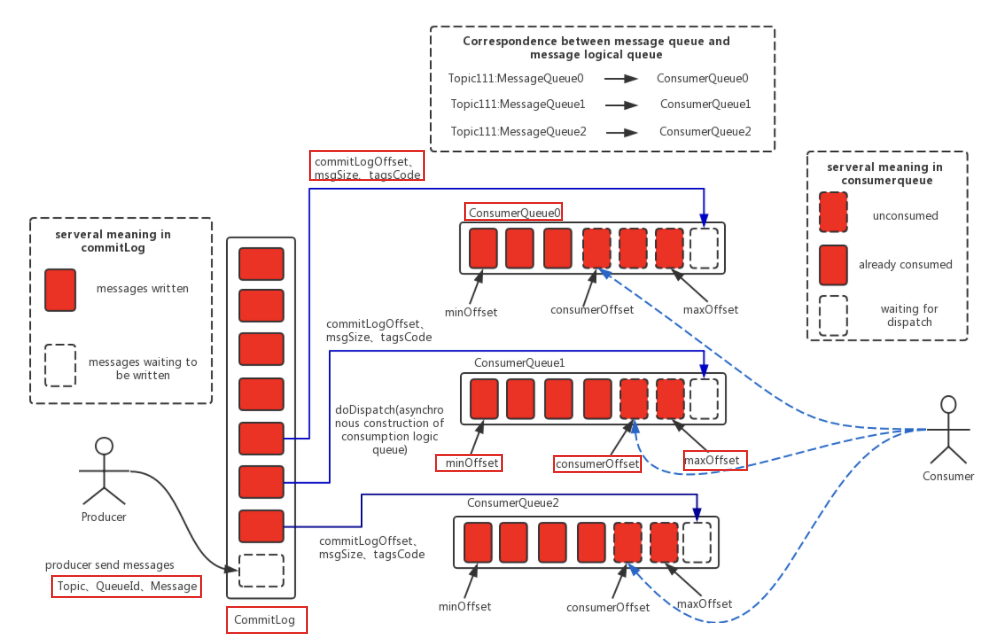 Correspondence between message queue and
message logical queue
Topic111:MessageQueue0
ConsumerQueue0
Topic111:MessageQueue1
ConsumerQueue1
Topic111:MessageQueue2
ConsumerQueue2
serveral meaning in
consumerqueue
unconsumed
already consumed
waiting for
dispatch
serveral meaning in
commitLog
messages written
messages waiting to
be written
commitLogOffset、
msgSize、tagsCode
ConsumerQueue0
minOffset
consumerOffset
maxOffset
commitLogOffset、
msgSize、tagsCode
ConsumerQueue1
doDispatch(asynchro
nous construction of
consumption logic
queue)
minOffset
consumerOffset
maxOffset
Consumer
ConsumerQueue2
Producer
commitLogOffset、
msgSize、tagsCode
producer send messages
Topic、QueueId、Message
minOffset
consumerOffset
maxOffset
CommitLog